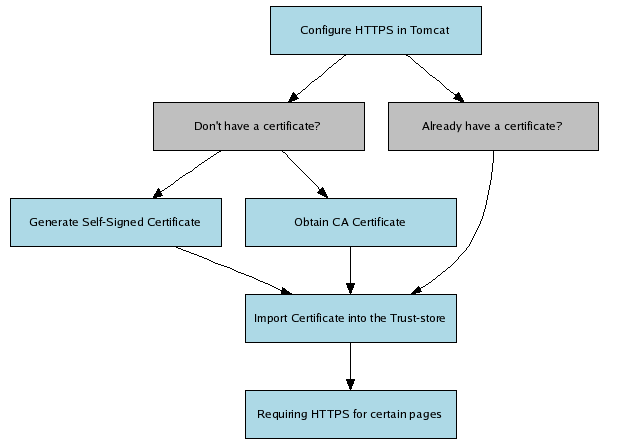 Configure HTTPS in Tomcat
Don't have a certificate?
Already have a certificate?
Generate Self-Signed Certificate
Obtain CA Certificate
Import Certificate into the Trust-store
Requiring HTTPS for certain pages